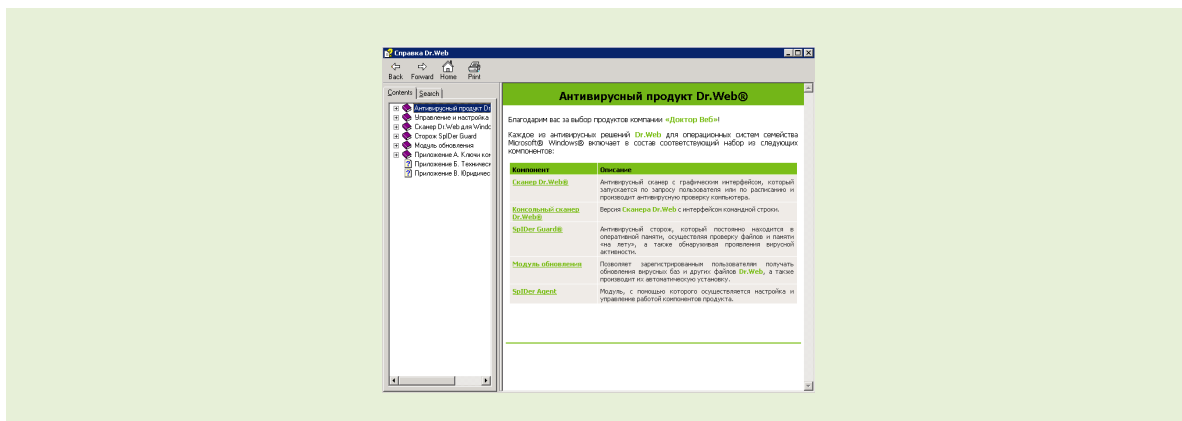 Справка Dr.Web
Back Forward Home Print
Contents Search
Антивирусный продукт Dr
Управление и настройка
Сканер Dr.Web для Windo
Сторож SpIDer Guard
Модуль обновления
Приложение А. Ключи ком
Приложение Б. Техничес
Приложение В. Юридичес
Антивирусный продукт Dr.Web®
Благодарим вас за выбор продуктов компании «Доктор Веб»!
Каждое из антивирусных решений Dr.Web для операционных систем семейства
Microsoft® Windows® включает в состав соответствующий набор из следующих
компонентов:
Компонент Описание
Сканер Dr.Web® Антивирусный сканер с графическим интерфейсом, который
запускается по запросу пользователя или по расписанию и
производит антивирусную проверку компьютера.
Консольный сканер Версия Сканера Dr.Web с интерфейсом командной строки.
Dr.Web®
SpIDer Guard® Антивирусный сторож, который постоянно находится в
оперативной памяти, осуществляя проверку файлов и памяти
«на лету», а также обнаруживая проявления вирусной
активности.
Модуль обновления Позволяет зарегистрированным пользователям получать
обновления вирусных баз и других файлов Dr.Web, а также
производит их автоматическую установку.
SpIDer Agent Модуль, с помощью которого осуществляется настройка и
управление работой компонентов продукта.